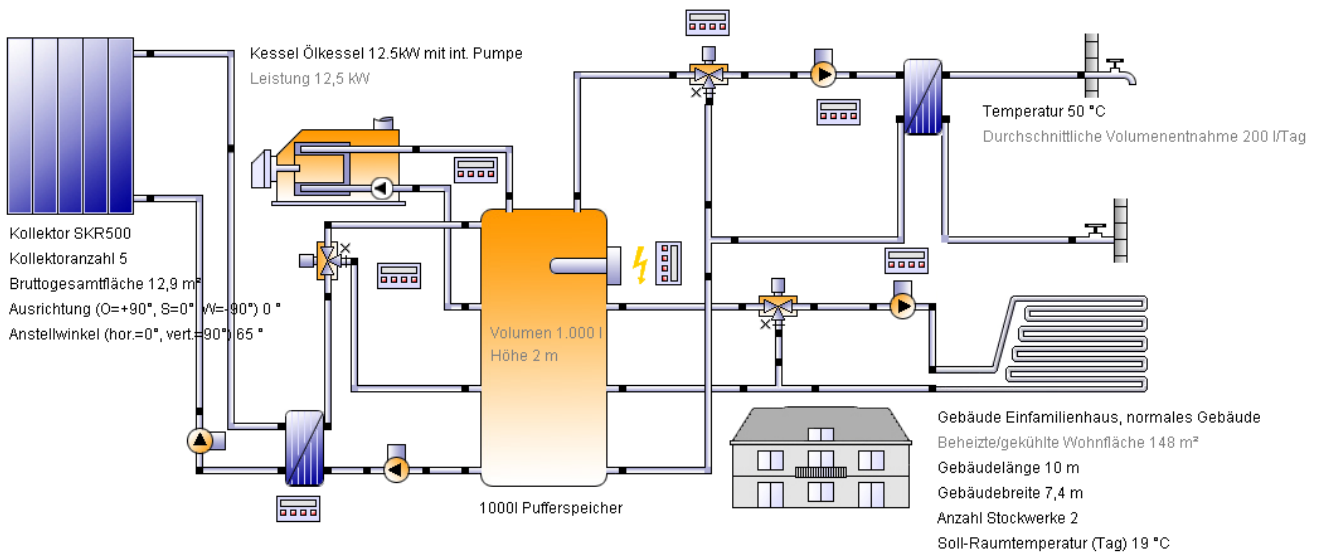 Kessel Ölkessel 12.5kW mit int. Pumpe
Leistung 12,5 kW
Temperatur 50 °C
Durchschnittliche Volumenentnahme 200 l/Tag
Kollektor SKR500
Kollektoranzahl 5
Bruttogesamtfläche 12,9 m²
Ausrichtung (O=+90°, S=0°, W=-90°) 0 °
Anstellwinkel (hor.=0°, vert.=90°) 65 °
Volumen 1.000 l
Höhe 2 m
1000l Pufferspeicher
Gebäude Einfamilienhaus, normales Gebäude
Beheizte/gekühlte Wohnfläche 148 m²
Gebäudelänge 10 m
Gebäudebreite 7,4 m
Anzahl Stockwerke 2
Soll-Raumtemperatur (Tag) 19 °C